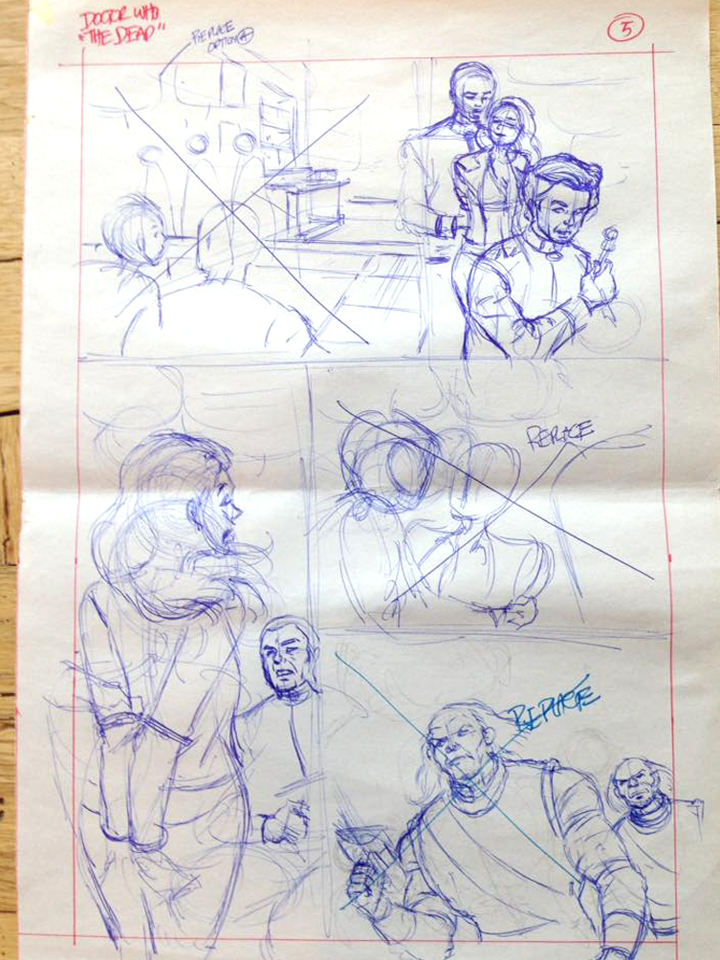 DOCTOR WHO
"THE DEAD"
REPLACE
OPTION A
5
REPLACE
REPLACE